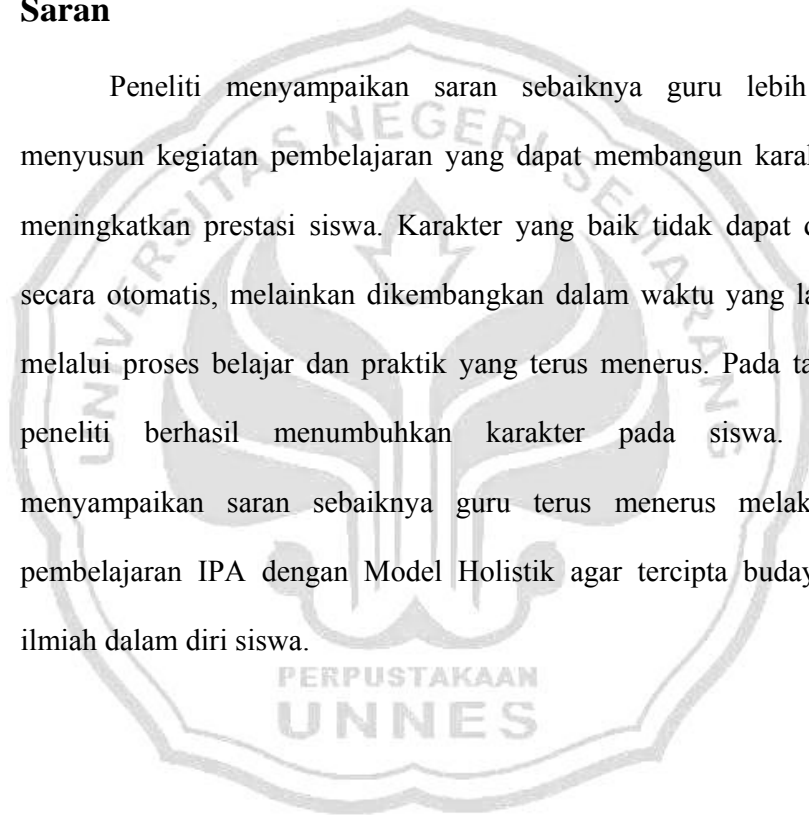 Saran
Peneliti menyampaikan saran sebaiknya guru lebih
menyusun kegiatan pembelajaran yang dapat membangun
meningkatkan prestasi siswa. Karakter yang baik tidak dapat
secara otomatis, melainkan dikembangkan dalam waktu yang
melalui proses belajar dan praktik yang terus menerus. Pada
peneliti berhasil menumbuhkan karakter pada siswa.
menyampaikan saran sebaiknya guru terus menerus
pembelajaran IPA dengan Model Holistik agar tercipta
ilmiah dalam diri siswa.
UNIVERSITAS NEGERI SEMARANG
PERPUSTAKAAN
UNNES